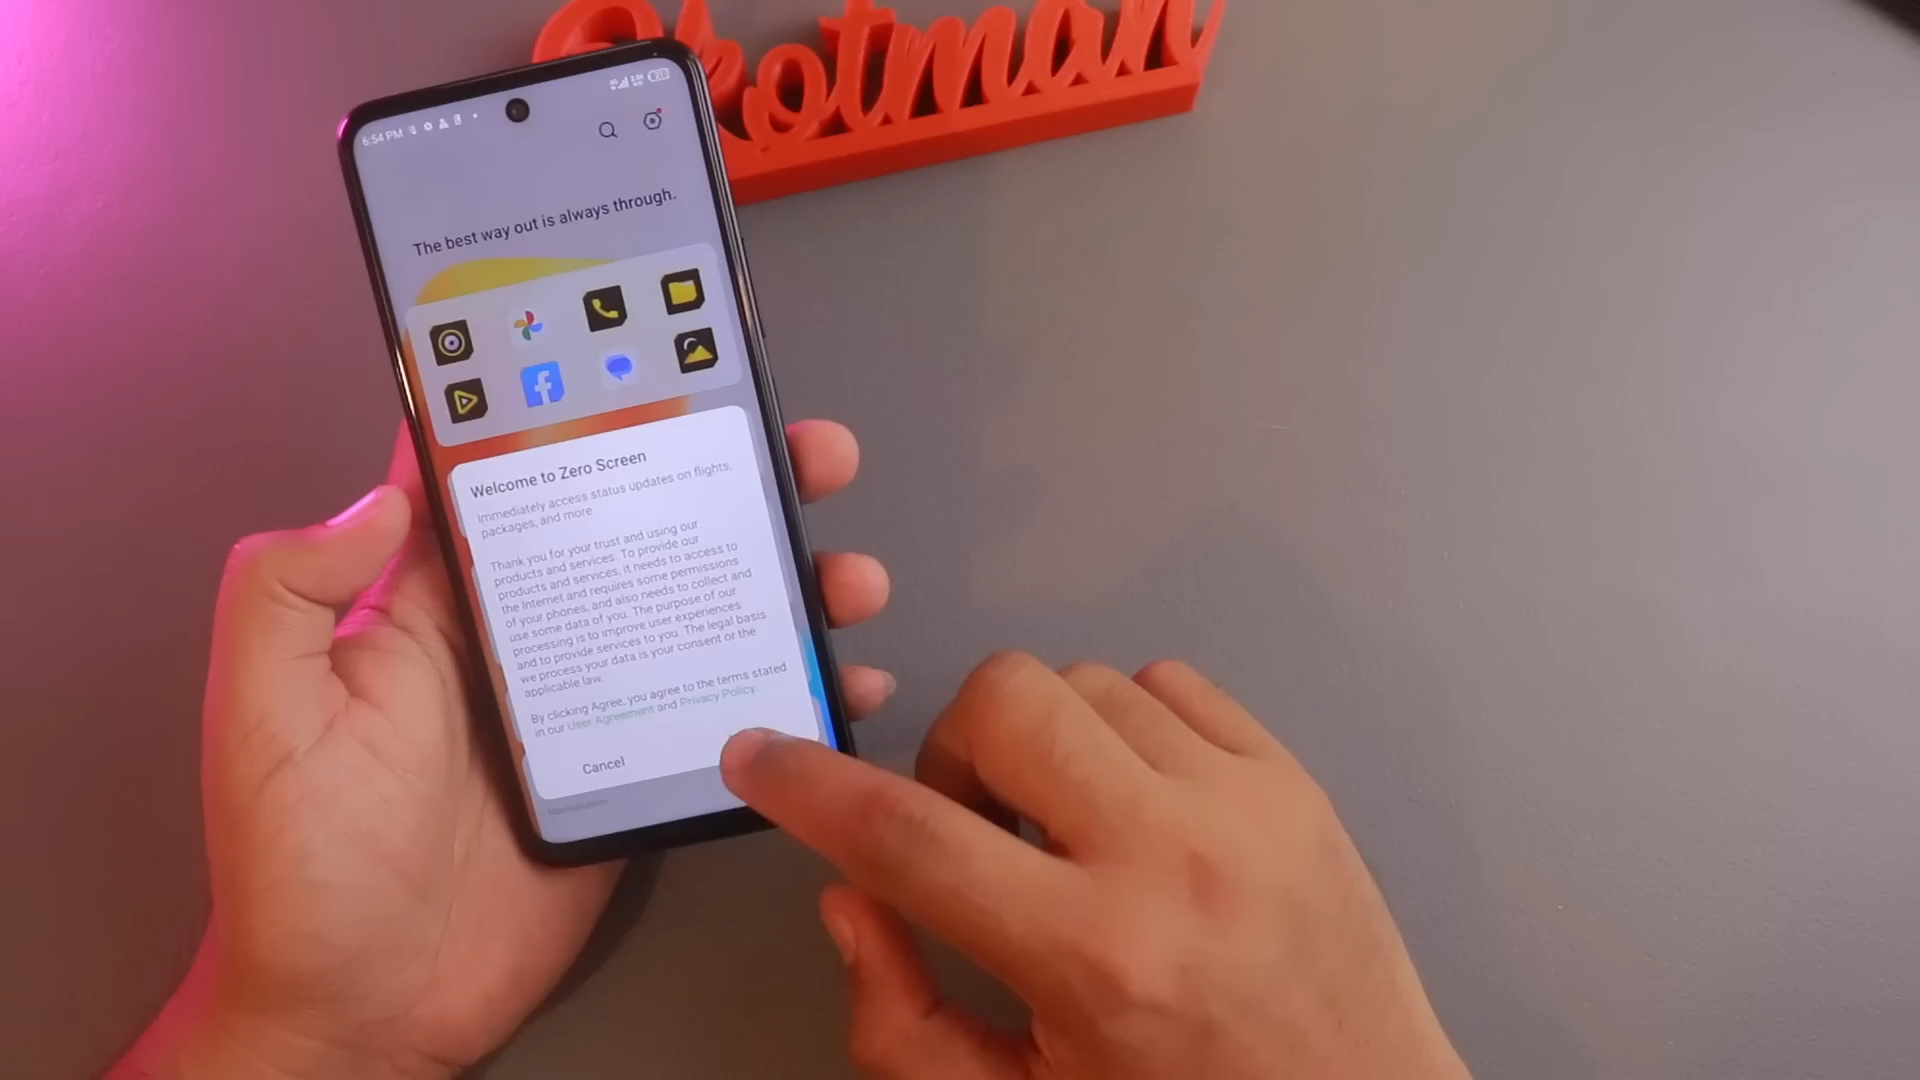 Skotman
6:54 PM
The best way out is always through.
Welcome to Zero Screen
Immediately access status updates on flights,
packages, and more
Thank you for your trust and using our
products and services. To provide our
products and services, it needs to access to
the Internet and requires some permissions
of your phones, and also needs to collect and
use some data of you. The purpose of our
processing is to improve user experiences
and to provide services to you. The legal basis
we process your data is your consent or the
applicable law.
By clicking Agree, you agree to the terms stated
in our User Agreement and Privacy Policy.
Cancel